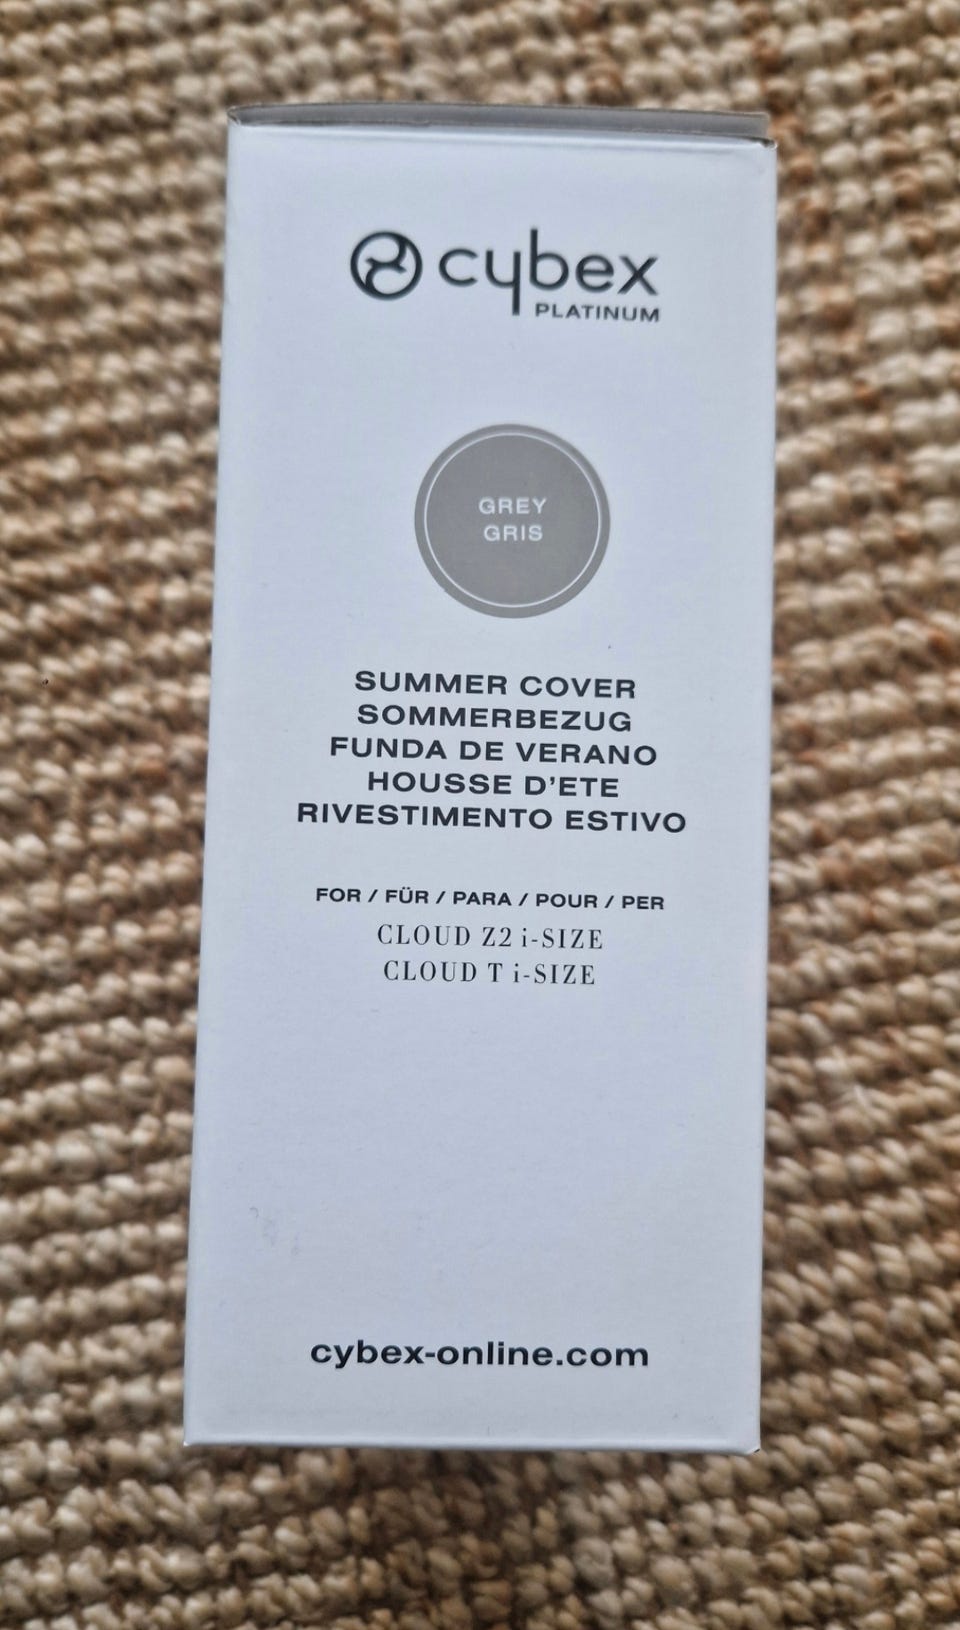 cybex
PLATINUM
GREY
GRIS
SUMMER COVER
SOMMERBEZUG
FUNDA DE VERANO
HOUSSE D'ETE
RIVESTIMENTO ESTIVO
FOR / FÜR / PARA / POUR / PER
CLOUD Z2 i-SIZE
CLOUD T i-SIZE
cybex-online.com